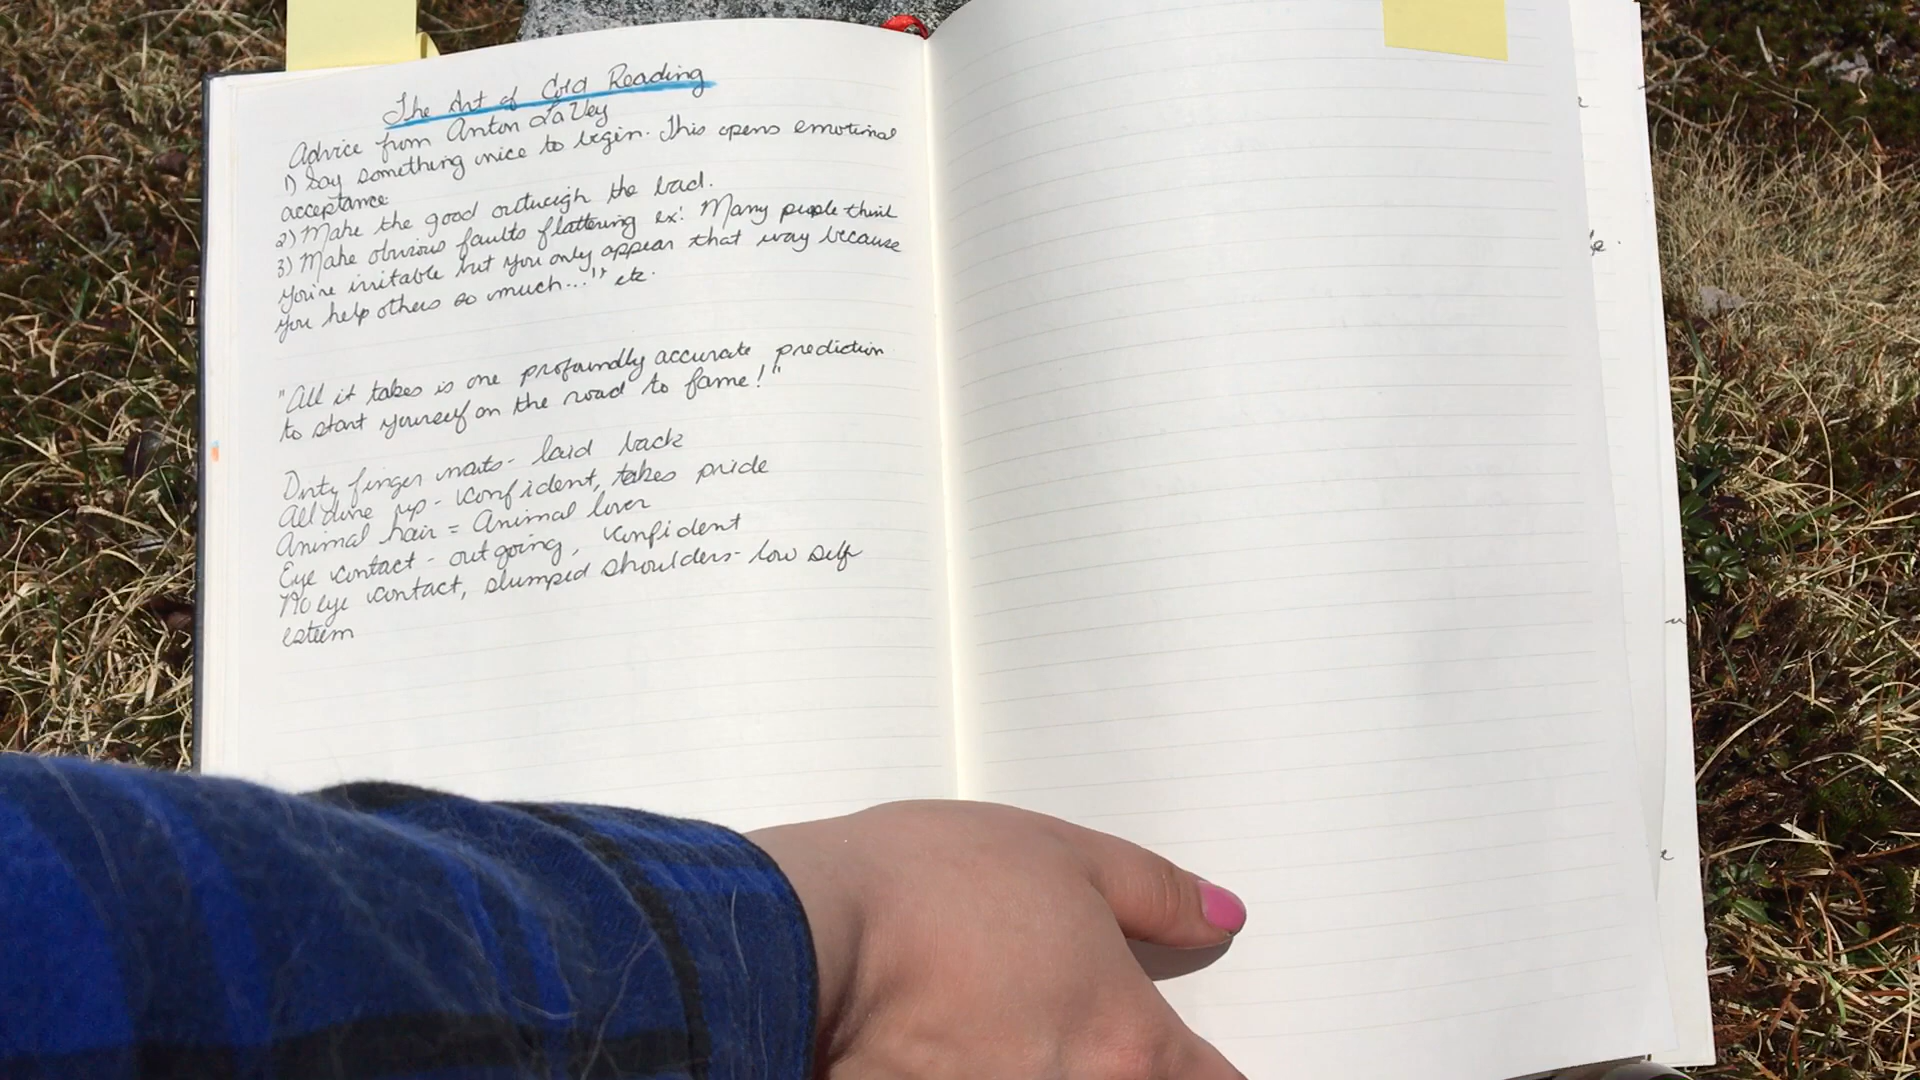 The Art of Cold Reading
Advice from Anton LaVey
1) Say something nice to begin. This opens emotional
acceptance
2) Make the good outweigh the bad.
3) Make obvious faults flattering ex: Many people think
you're irritable but you only appear that way because
you help others so much..." etc.
"All it takes is one profoundly accurate prediction
to start yourself on the road to fame!"
Dirty finger nails - laid back
All done up - confident, takes pride
Animal hair = Animal lover
Eye contact - outgoing, confident
No eye contact, slumped shoulders - low self
esteem